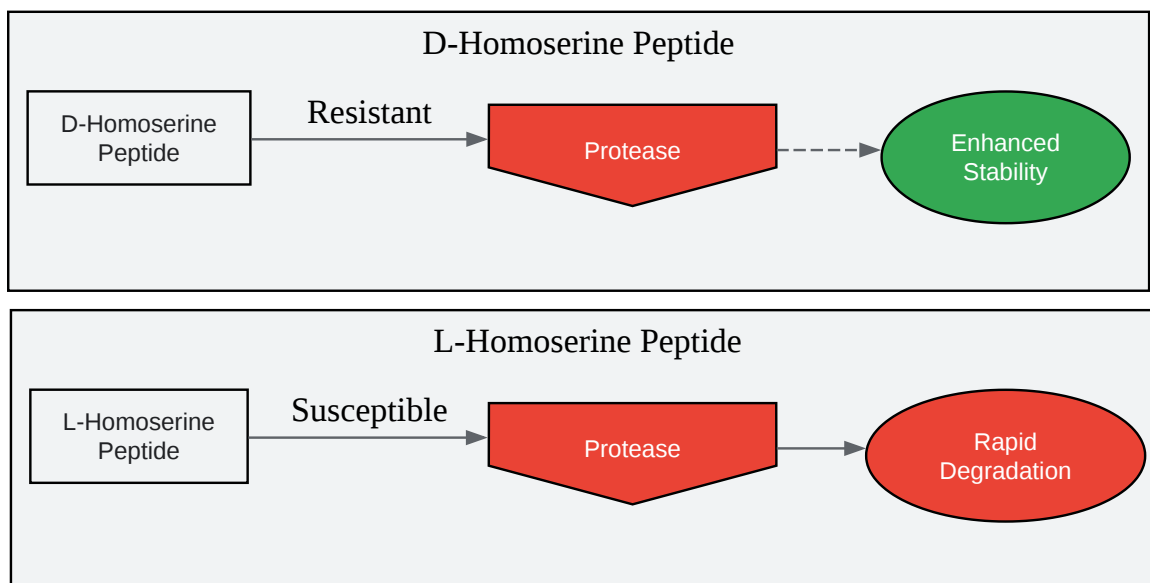 D-Homoserine Peptide
D-Homoserine
Peptide
Resistant
Protease
Enhanced
Stability
L-Homoserine Peptide
L-Homoserine
Peptide
Susceptible
Protease
Rapid
Degradation